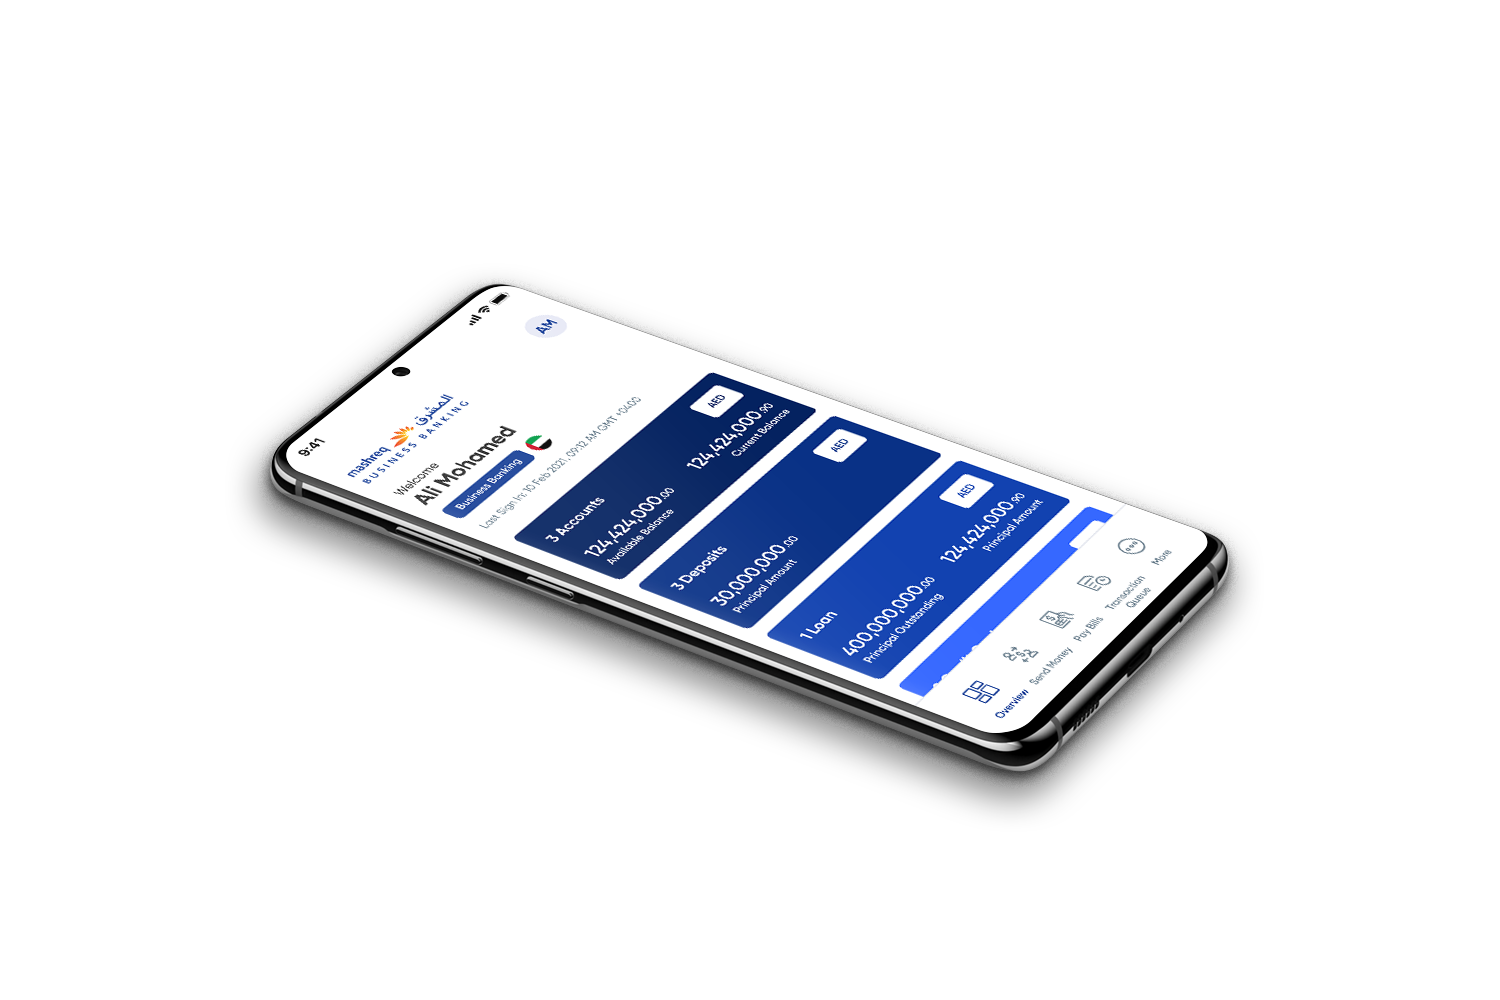 9:41
mashreq المشرق
BUSINESS BANKING
AM
Welcome
Ali Mohamed
Business Banking
Last Sign In: 10 Feb 2021, 09:12 AM GMT +04:00
3 Accounts
AED
124,424,000.00
Available Balance
124,424,000.90
Current Balance
3 Deposits
AED
30,000,000.00
Principal Amount
1 Loan
AED
400,000,000.00
Principal Outstanding
124,424,000.90
Principal Amount
Overview
Send Money
Pay Bills
Transaction
Queue
More